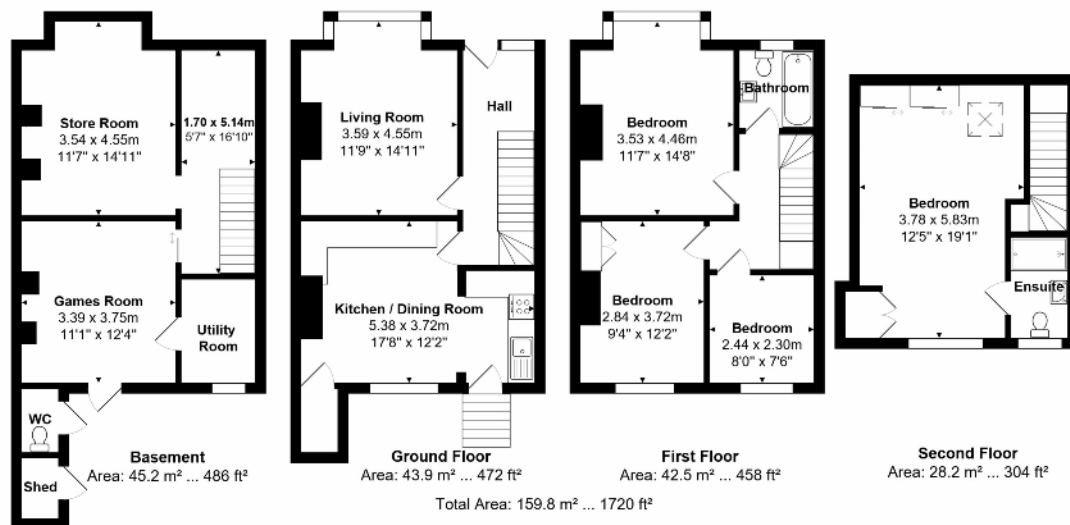 Store Room
3.54 x 4.55m
11'7" x 14'11"
1.70 x 5.14m
5'7" x 16'10"
Games Room
3.39 x 3.75m
11'1" x 12'4"
Utility
Room
WC
Shed
Basement
Area: 45.2 m² ... 486 ft²
Living Room
3.59 x 4.55m
11'9" x 14'11"
Hall
Kitchen / Dining Room
5.38 x 3.72m
17'8" x 12'2"
Ground Floor
Area: 43.9 m² ... 472 ft²
Bedroom
3.53 x 4.46m
11'7" x 14'8"
Bathroom
Bedroom
2.84 x 3.72m
9'4" x 12'2"
Bedroom
2.44 x 2.30m
8'0" x 7'6"
First Floor
Area: 42.5 m² ... 458 ft²
Bedroom
3.78 x 5.83m
12'5" x 19'1"
Ensuite
Second Floor
Area: 28.2 m² ... 304 ft²
Total Area: 159.8 m² ... 1720 ft²